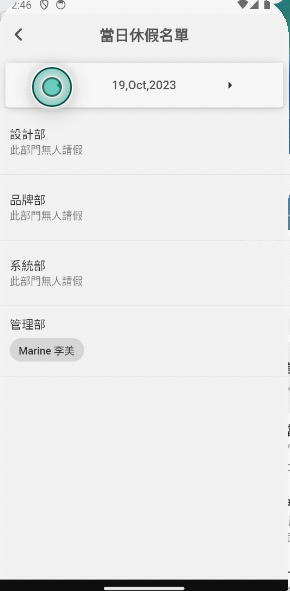 2:46
當日休假名單
19,Oct,2023
設計部
此部門無人請假
品牌部
此部門無人請假
系統部
此部門無人請假
管理部
Marine 李美